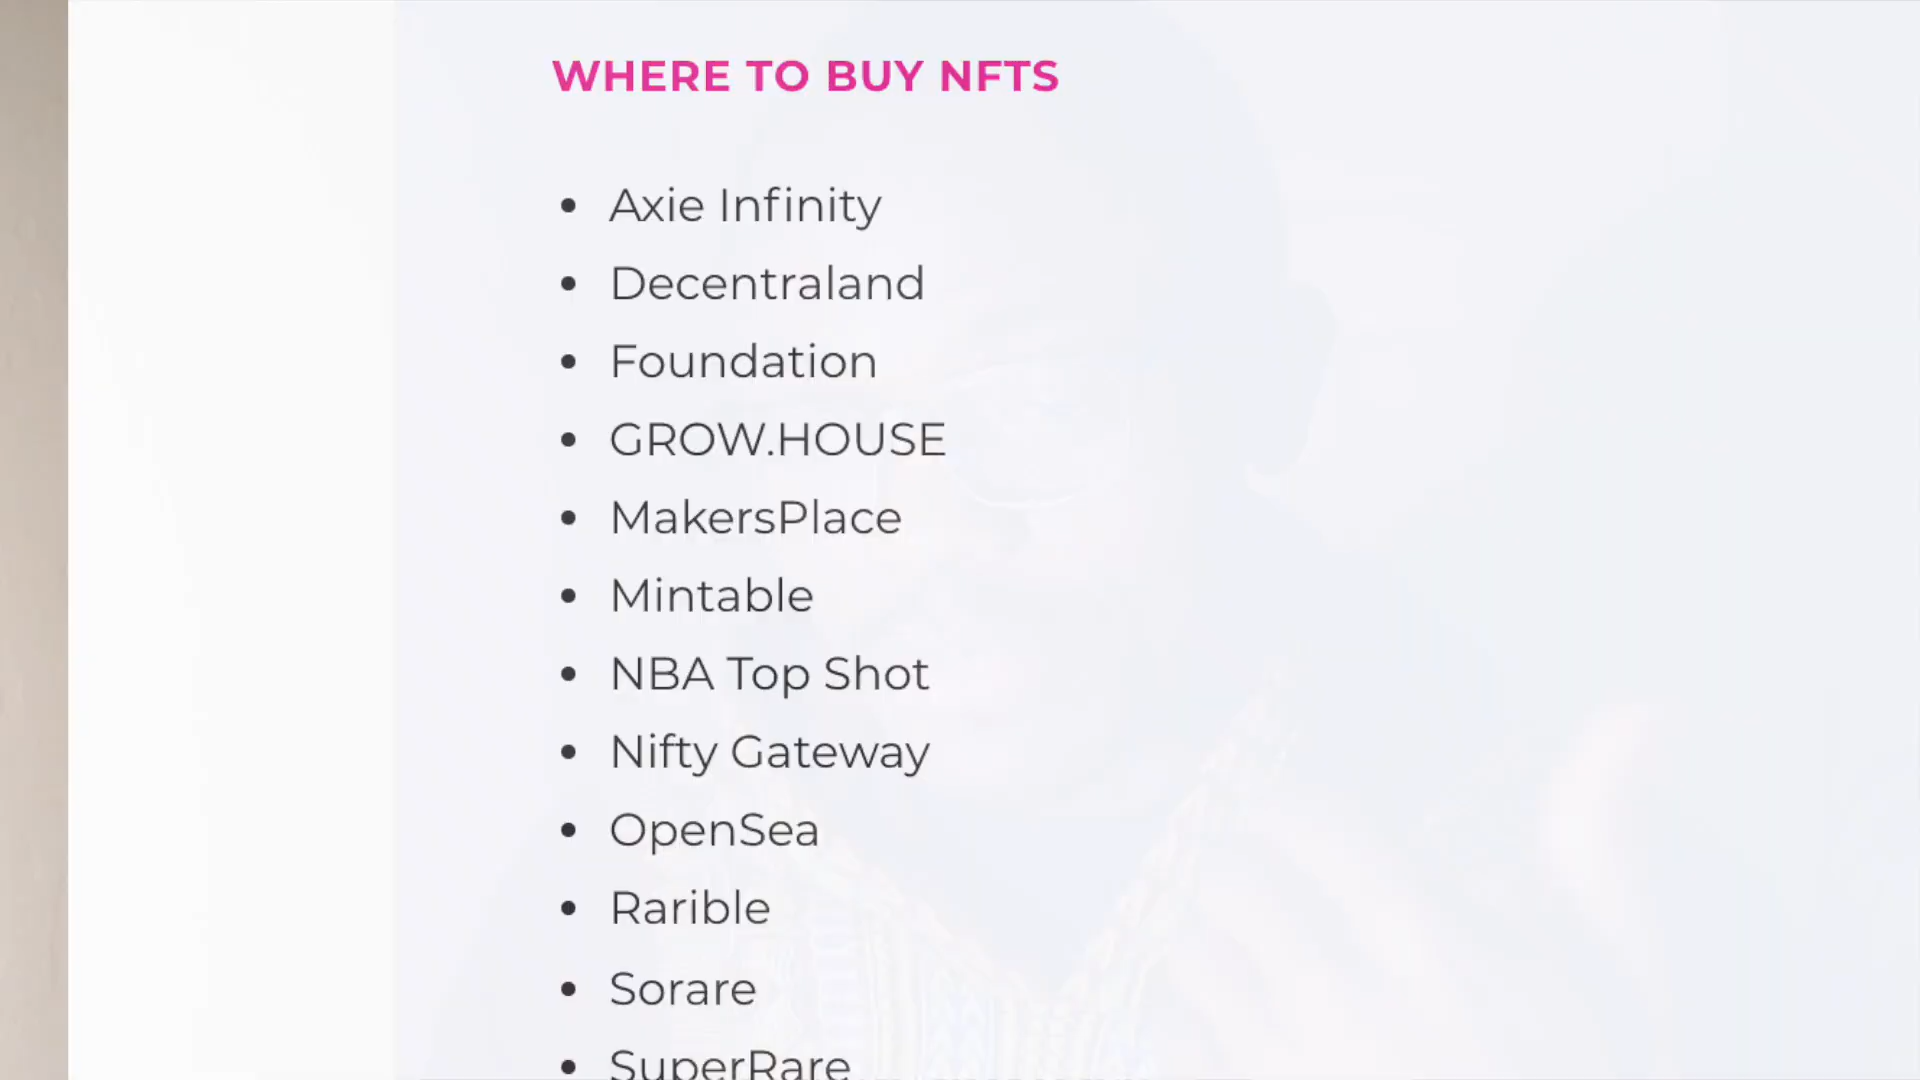 WHERE TO BUY NFTS
• Axie Infinity
• Decentraland
• Foundation
• GROW.HOUSE
• MakersPlace
• Mintable
• NBA Top Shot
• Nifty Gateway
• OpenSea
• Rarible
• Sorare
• SuperRare